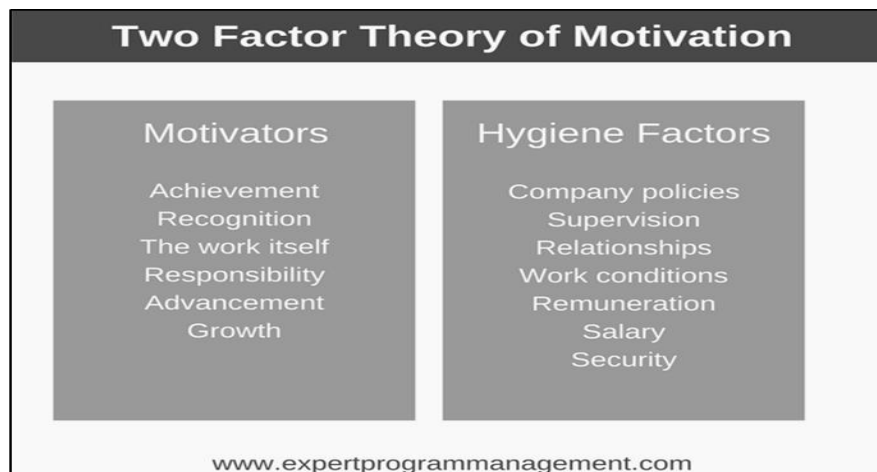 Two Factor Theory of Motivation
Motivators
Achievement
Recognition
The work itself
Responsibility
Advancement
Growth
Hygiene Factors
Company policies
Supervision
Relationships
Work conditions
Remuneration
Salary
Security
www.expertprogrammanagement.com